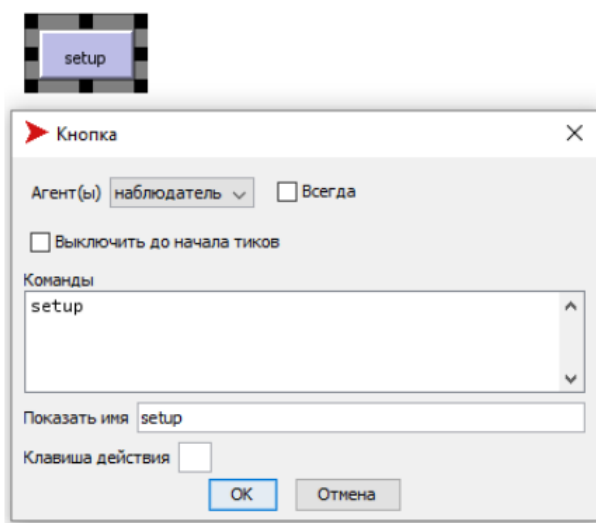 setup
Кнопка
Агент(ы) наблюдатель Всегда
Выключить до начала тиков
Команды
setup
Показать имя setup
Клавиша действия
OK Отмена